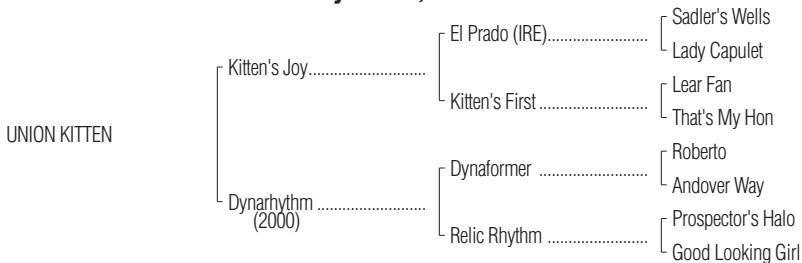 Sadler's Wells
El Prado (IRE)..........................
Lady Capulet
Kitten's Joy..............................
Lear Fan
Kitten's First ............................
That's My Hon
UNION KITTEN
Roberto
Dynaformer ............................
Andover Way
Dynarhythm ............................
(2000)
Prospector's Halo
Relic Rhythm ..........................
Good Looking Girl